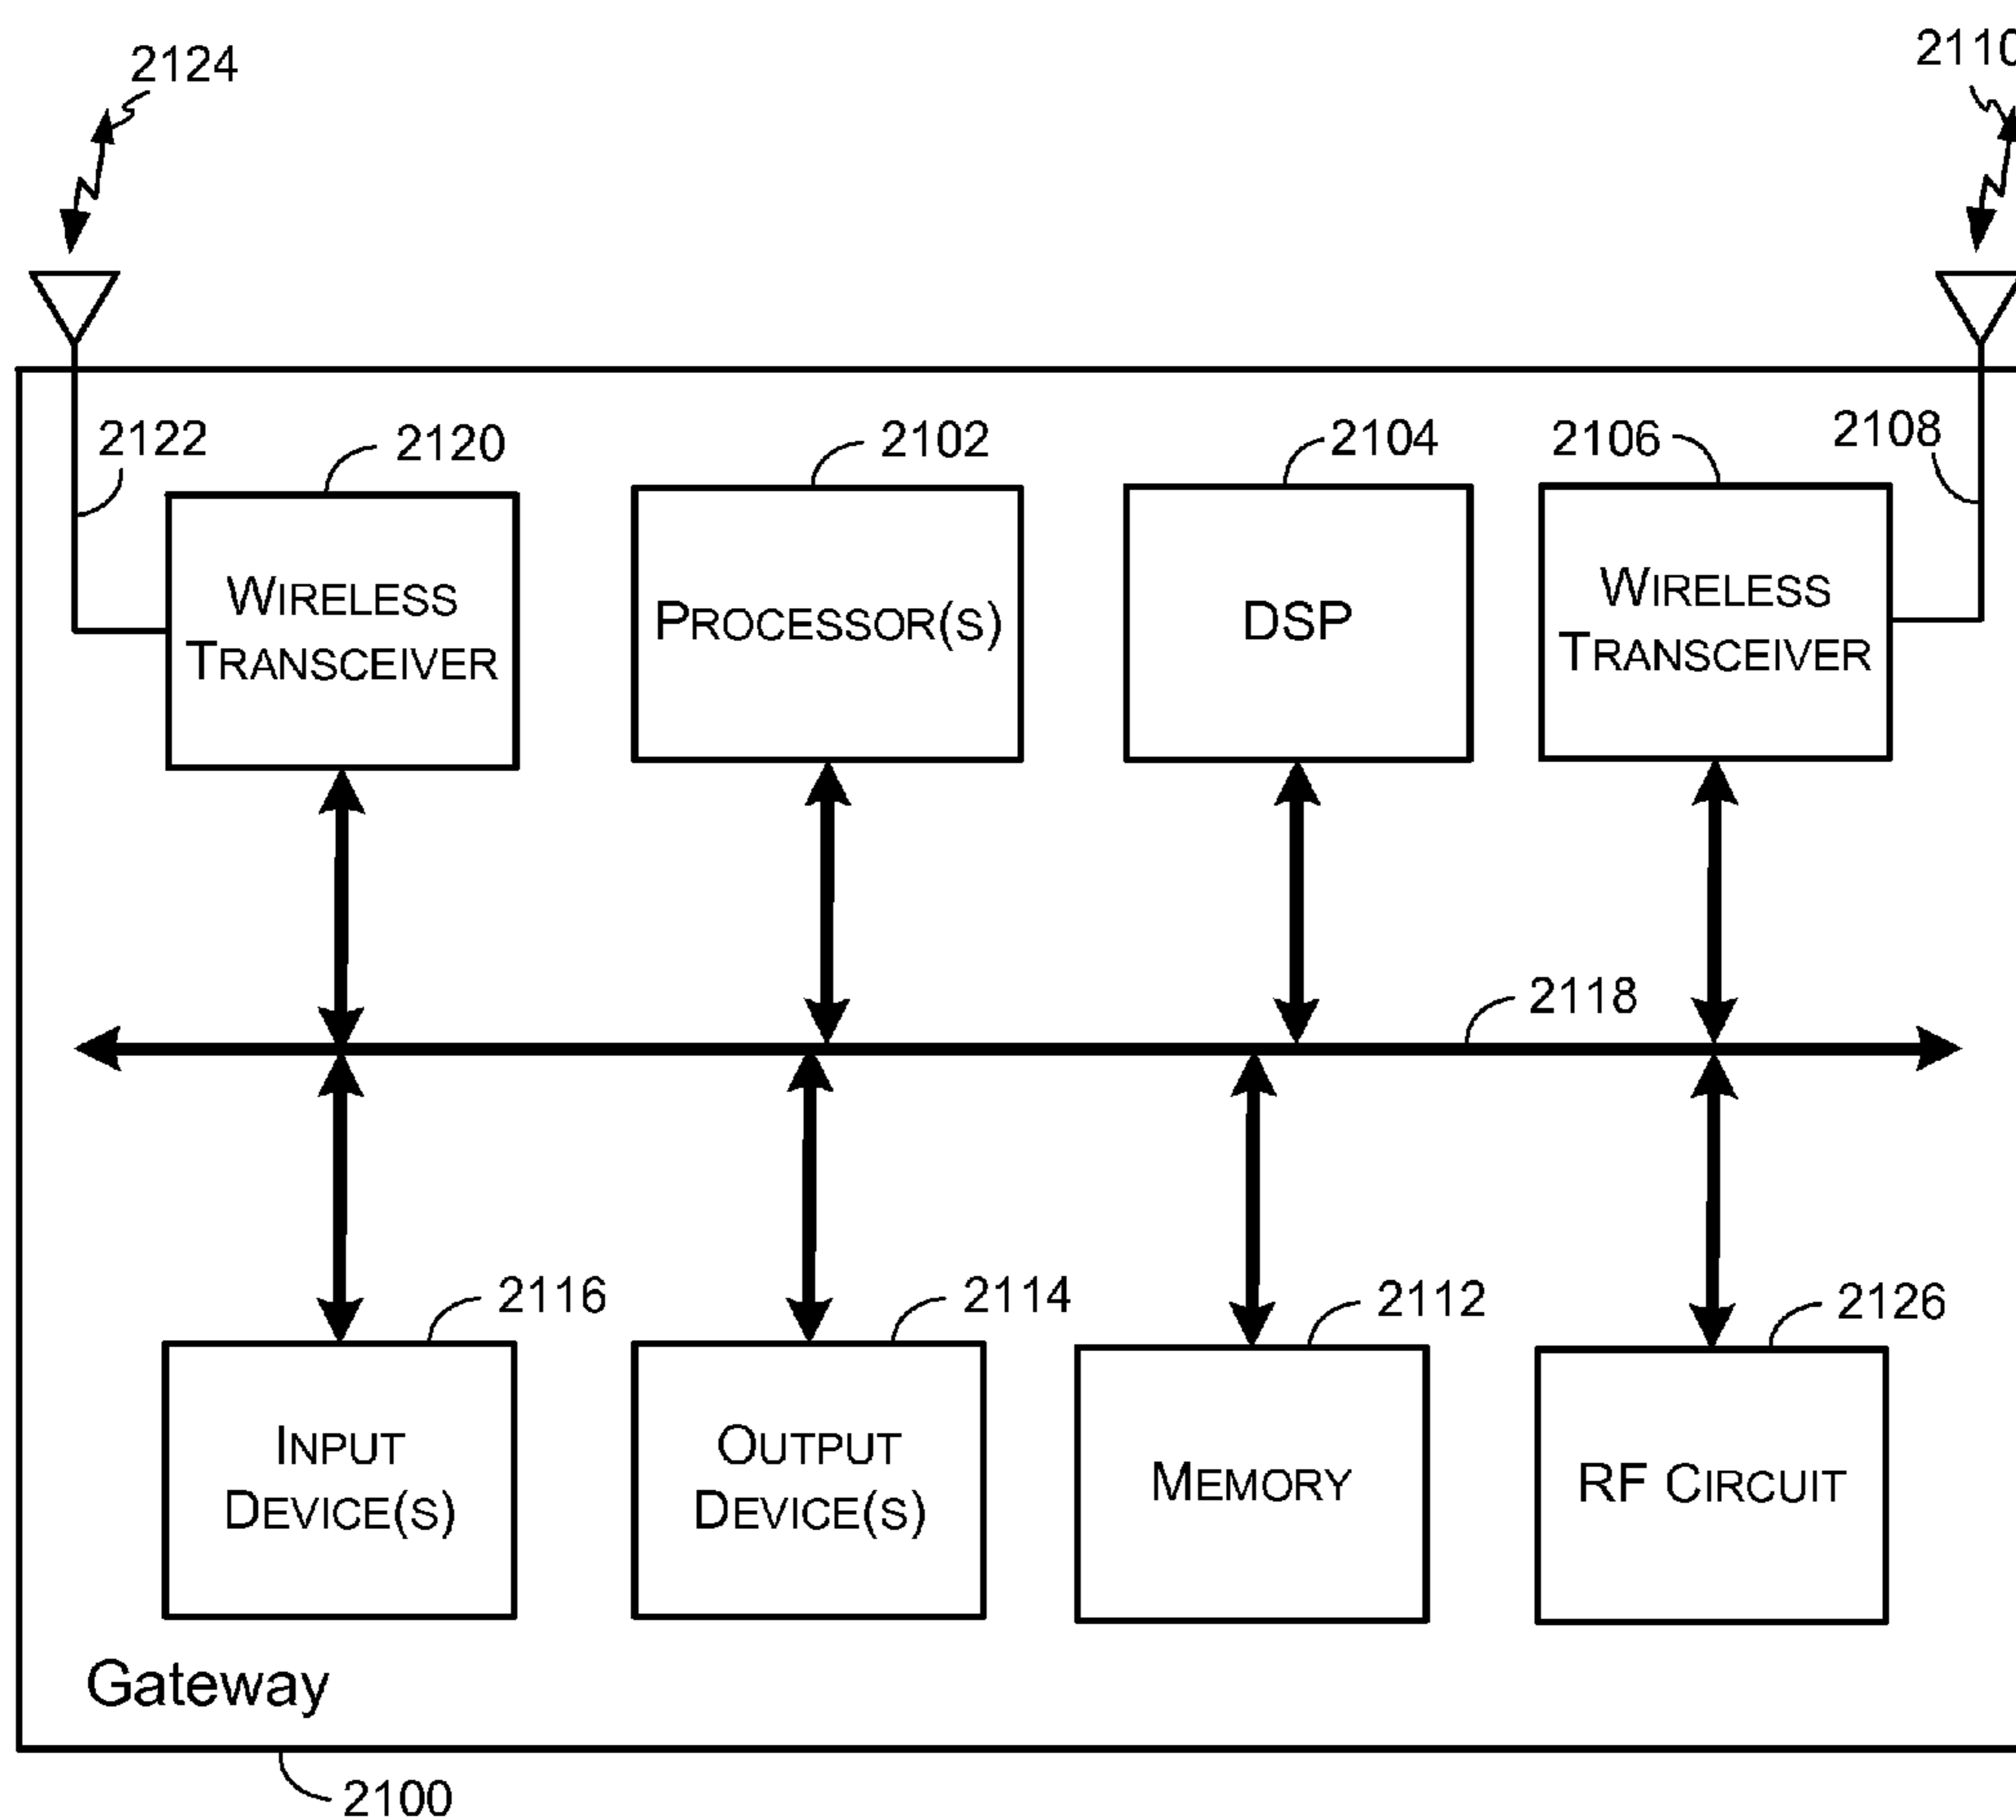 2124
2110
2122
2120
2102
2104
2106
2108
WIRELESS
TRANSCEIVER
PROCESSOR(S)
DSP
WIRELESS
TRANSCEIVER
2118
2116
2114
2112
2126
INPUT
DEVICE(S)
OUTPUT
DEVICE(S)
MEMORY
RF CIRCUIT
Gateway
2100